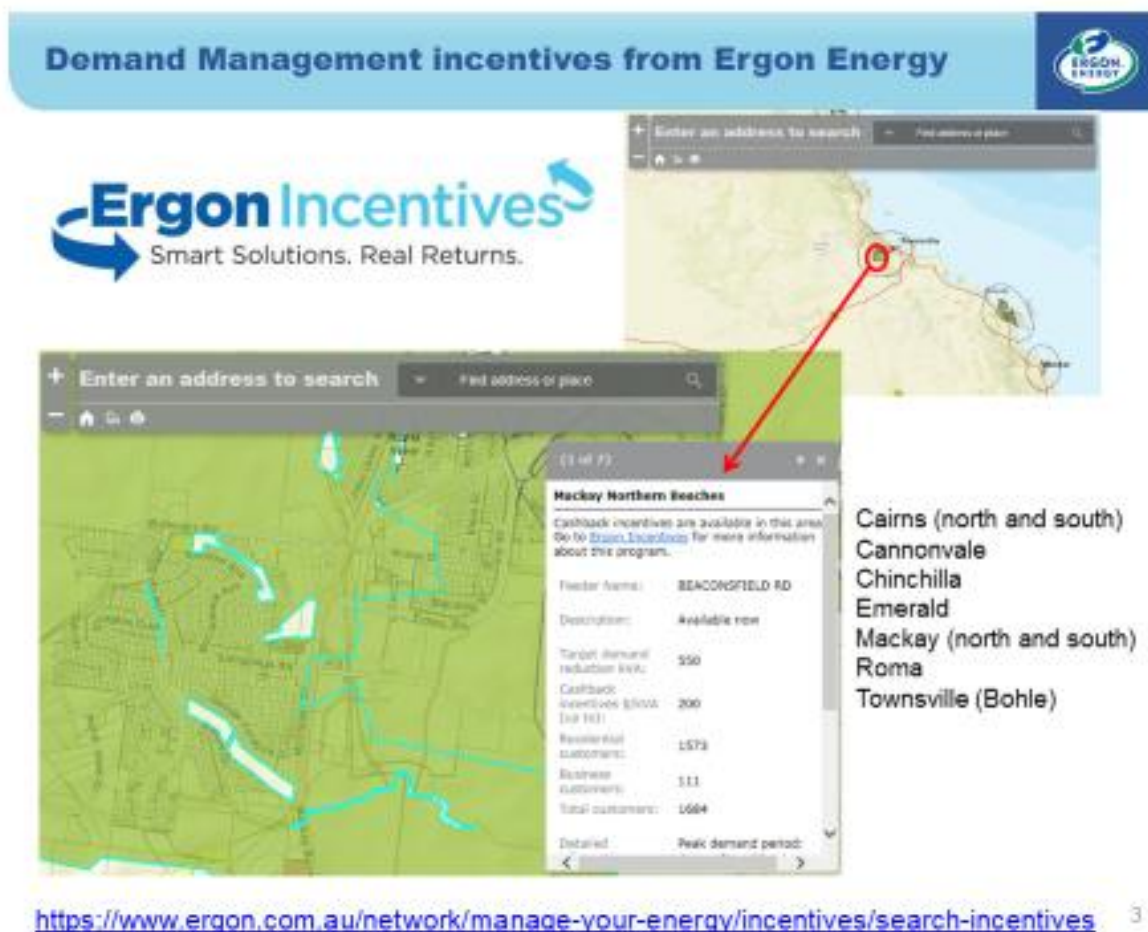 Demand Management incentives from Ergon Energy
ERGON
ENERGY
Enter an address to search
Find address or place
Ergon Incentives
Smart Solutions. Real Returns.
Enter an address to search
Find address or place
Mackay Northern Beaches
Cashback incentives are available in this area
Go to Ergon Incentives for more information
about this program.
Feeder Name: BEACONSFIELD RD
Description: Available now
Target demand
reduction kVA: 550
Cashback
incentives $/kVA
200
Residential
customers: 1573
Business
customers: 111
Total customers: 1684
Detailed Peak demand period:
Cairns (north and south)
Cannonvale
Chinchilla
Emerald
Mackay (north and south)
Roma
Townsville (Bohle)
https://www.ergon.com.au/network/manage-your-energy/incentives/search-incentives
3